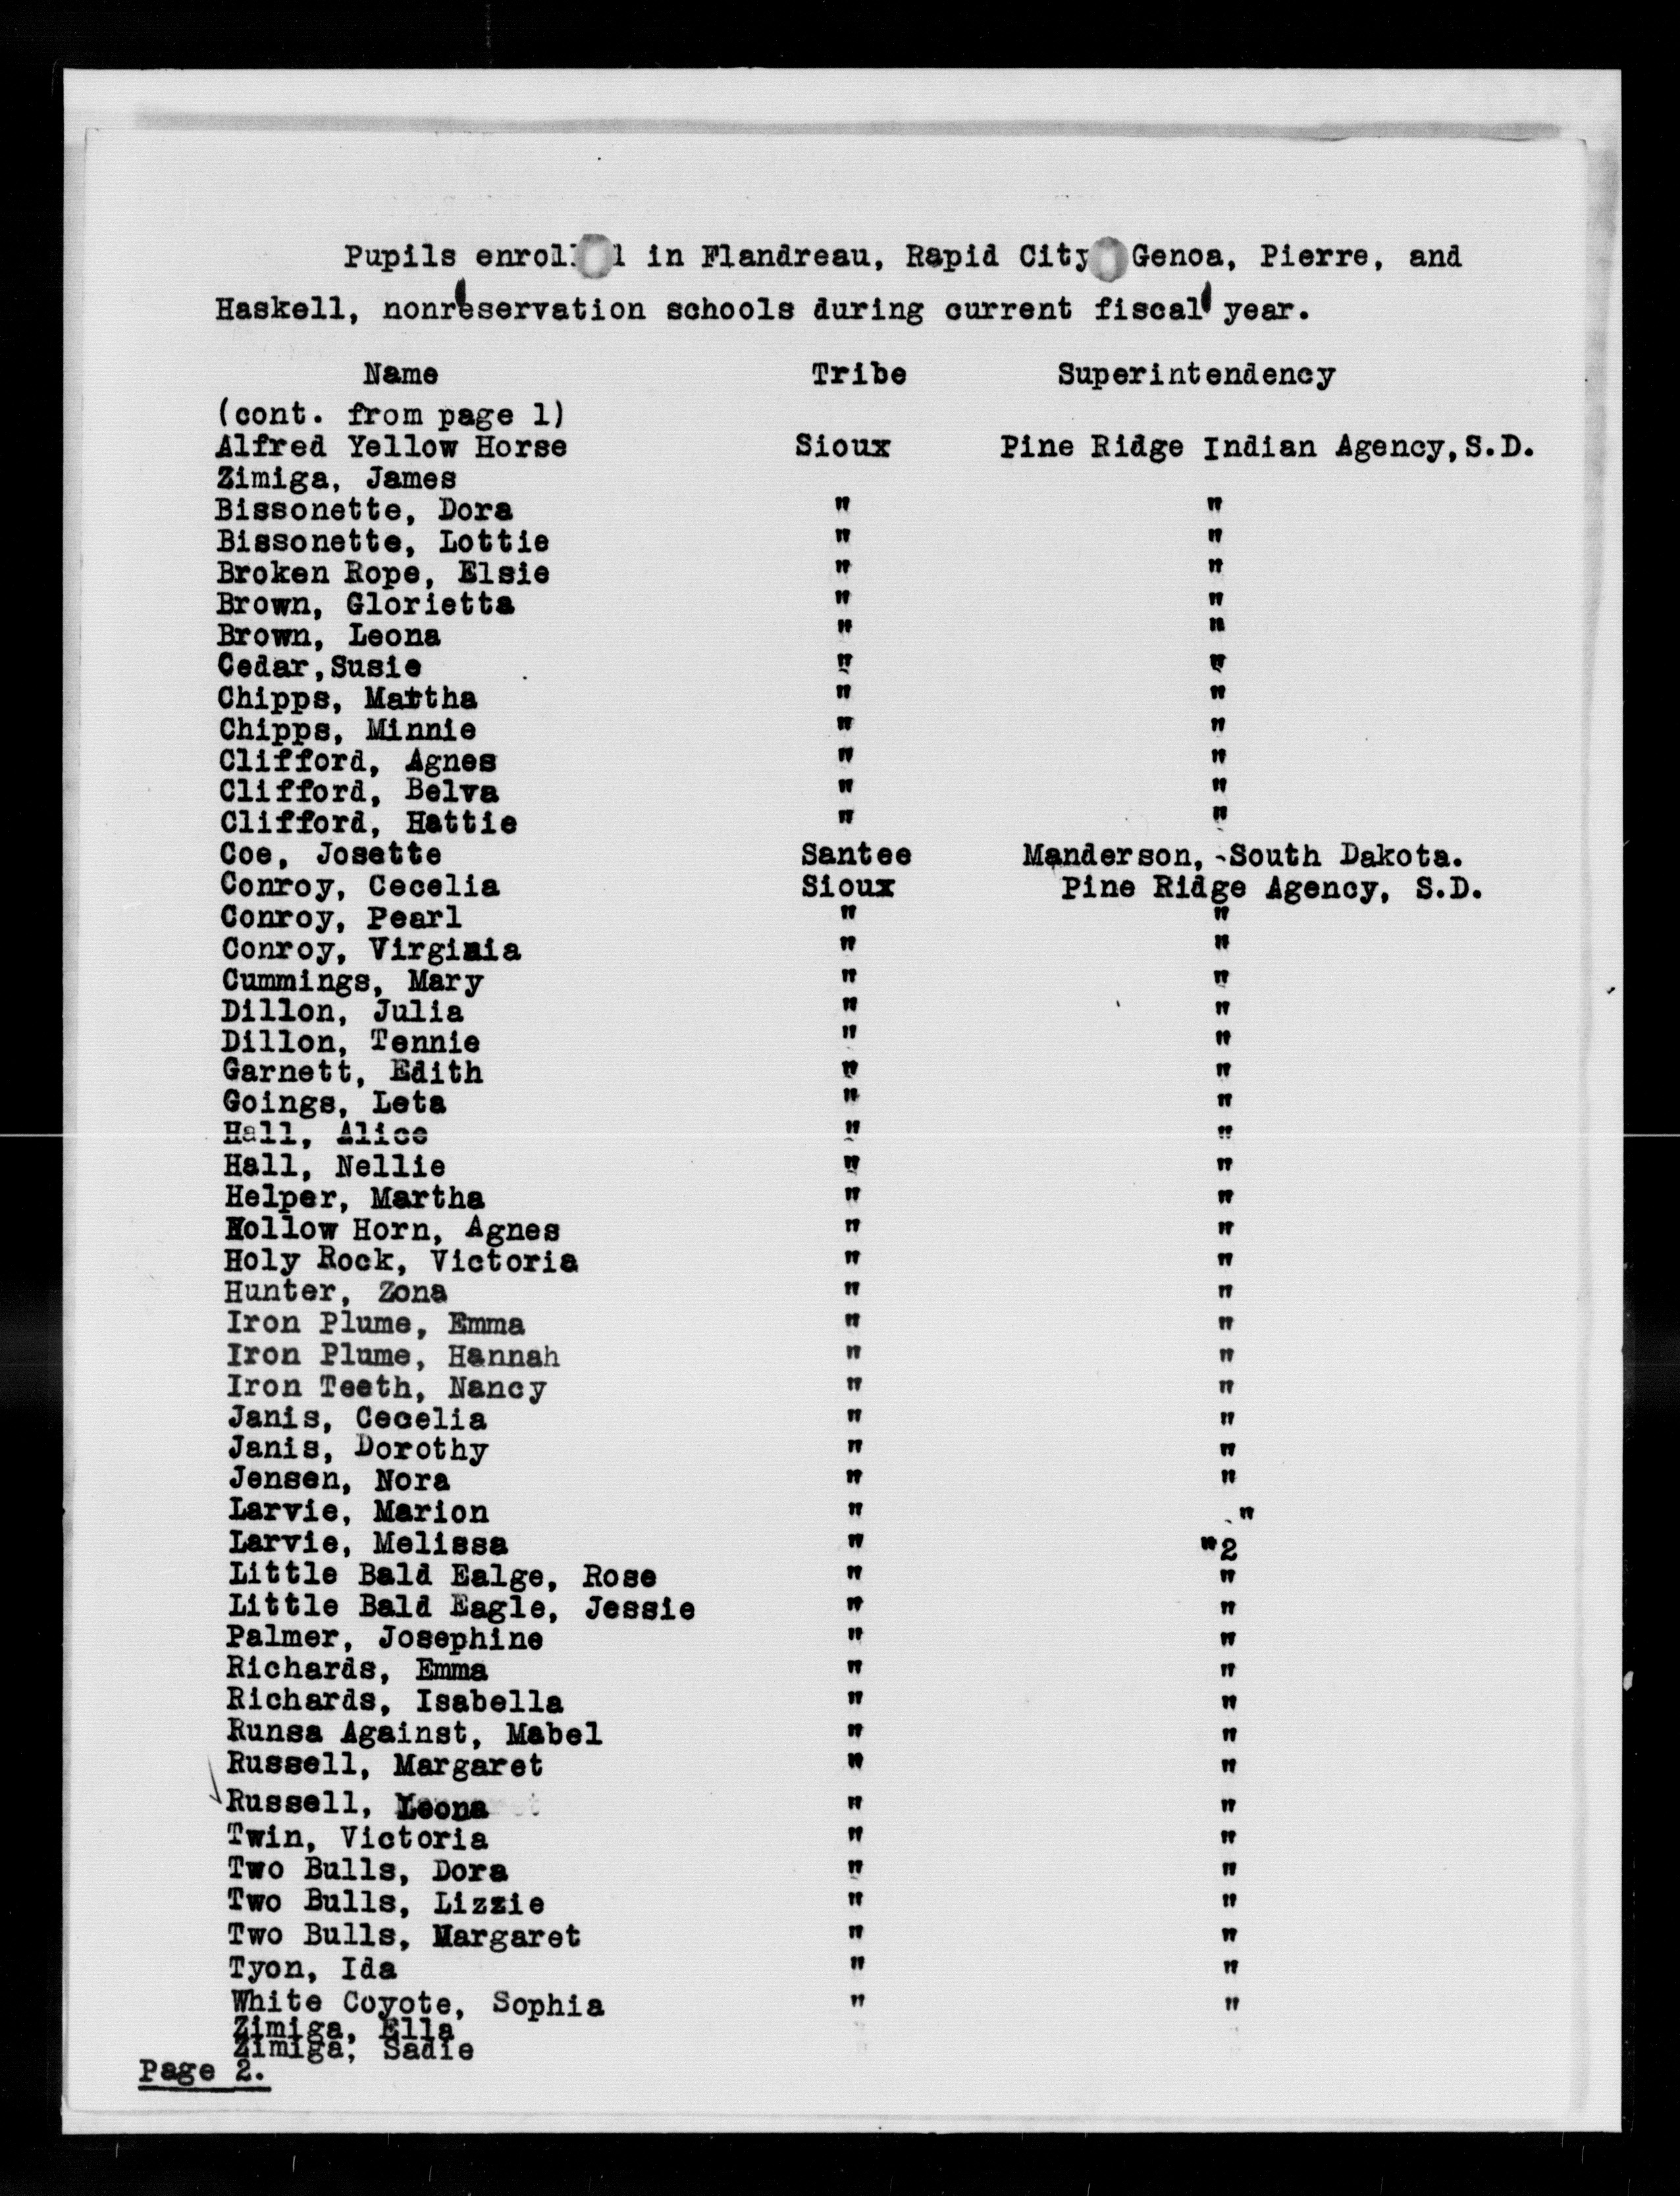 Pupils enrolled in Flandreau, Rapid City, Genoa, Pierre, and
Haskell, nonreservation schools during current fiscal year.
Name Tribe Superintendency
(cont. from page 1)
Alfred Yellow Horse Sioux Pine Ridge Indian Agency, S.D.
Zimiga, James
Bissonette, Dora " "
Bissonette, Lottie " "
Broken Rope, Elsie " "
Brown, Glorietta " "
Brown, Leona " "
Cedar, Susie " "
Chipps, Martha " "
Chipps, Minnie " "
Clifford, Agnes " "
Clifford, Belva " "
Clifford, Hattie " "
Coe, Josette Santee Manderson, -South Dakota.
Conroy, Cecelia Sioux Pine Ridge Agency, S.D.
Conroy, Pearl " "
Conroy, Virginia " "
Cummings, Mary " "
Dillon, Julia " "
Dillon, Tennie " "
Garnett, Edith " "
Goings, Leta " "
Hall, Alice " "
Hall, Nellie " "
Helper, Martha " "
Hollow Horn, Agnes " "
Holy Rock, Victoria " "
Hunter, Zona " "
Iron Plume, Emma " "
Iron Plume, Hannah " "
Iron Teeth, Nancy " "
Janis, Cecelia " "
Janis, Dorothy " "
Jensen, Nora " "
Larvie, Marion " "
Larvie, Melissa " "2
Little Bald Ealge, Rose " "
Little Bald Eagle, Jessie " "
Palmer, Josephine " "
Richards, Emma " "
Richards, Isabella " "
Runsa Against, Mabel " "
Russell, Margaret " "
Russell, Leona " "
Twin, Victoria " "
Two Bulls, Dora " "
Two Bulls, Lizzie " "
Two Bulls, Margaret " "
Tyon, Ida " "
White Coyote, Sophia " "
Zimiga, Ella
Zimiga, Sadie
Page 2.